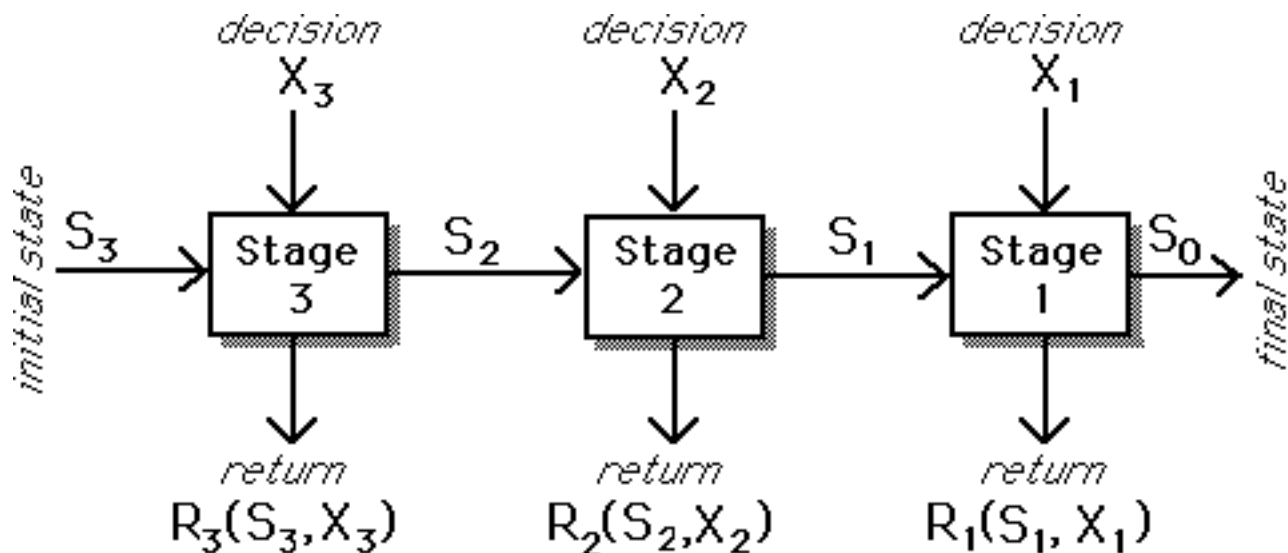 decision decision decision
X₃ X₂ X₁
initial state
S₃ Stage 3 S₂ Stage 2 S₁ Stage 1 S₀
final state
return return return
R₃(S₃,X₃) R₂(S₂,X₂) R₁(S₁, X₁)